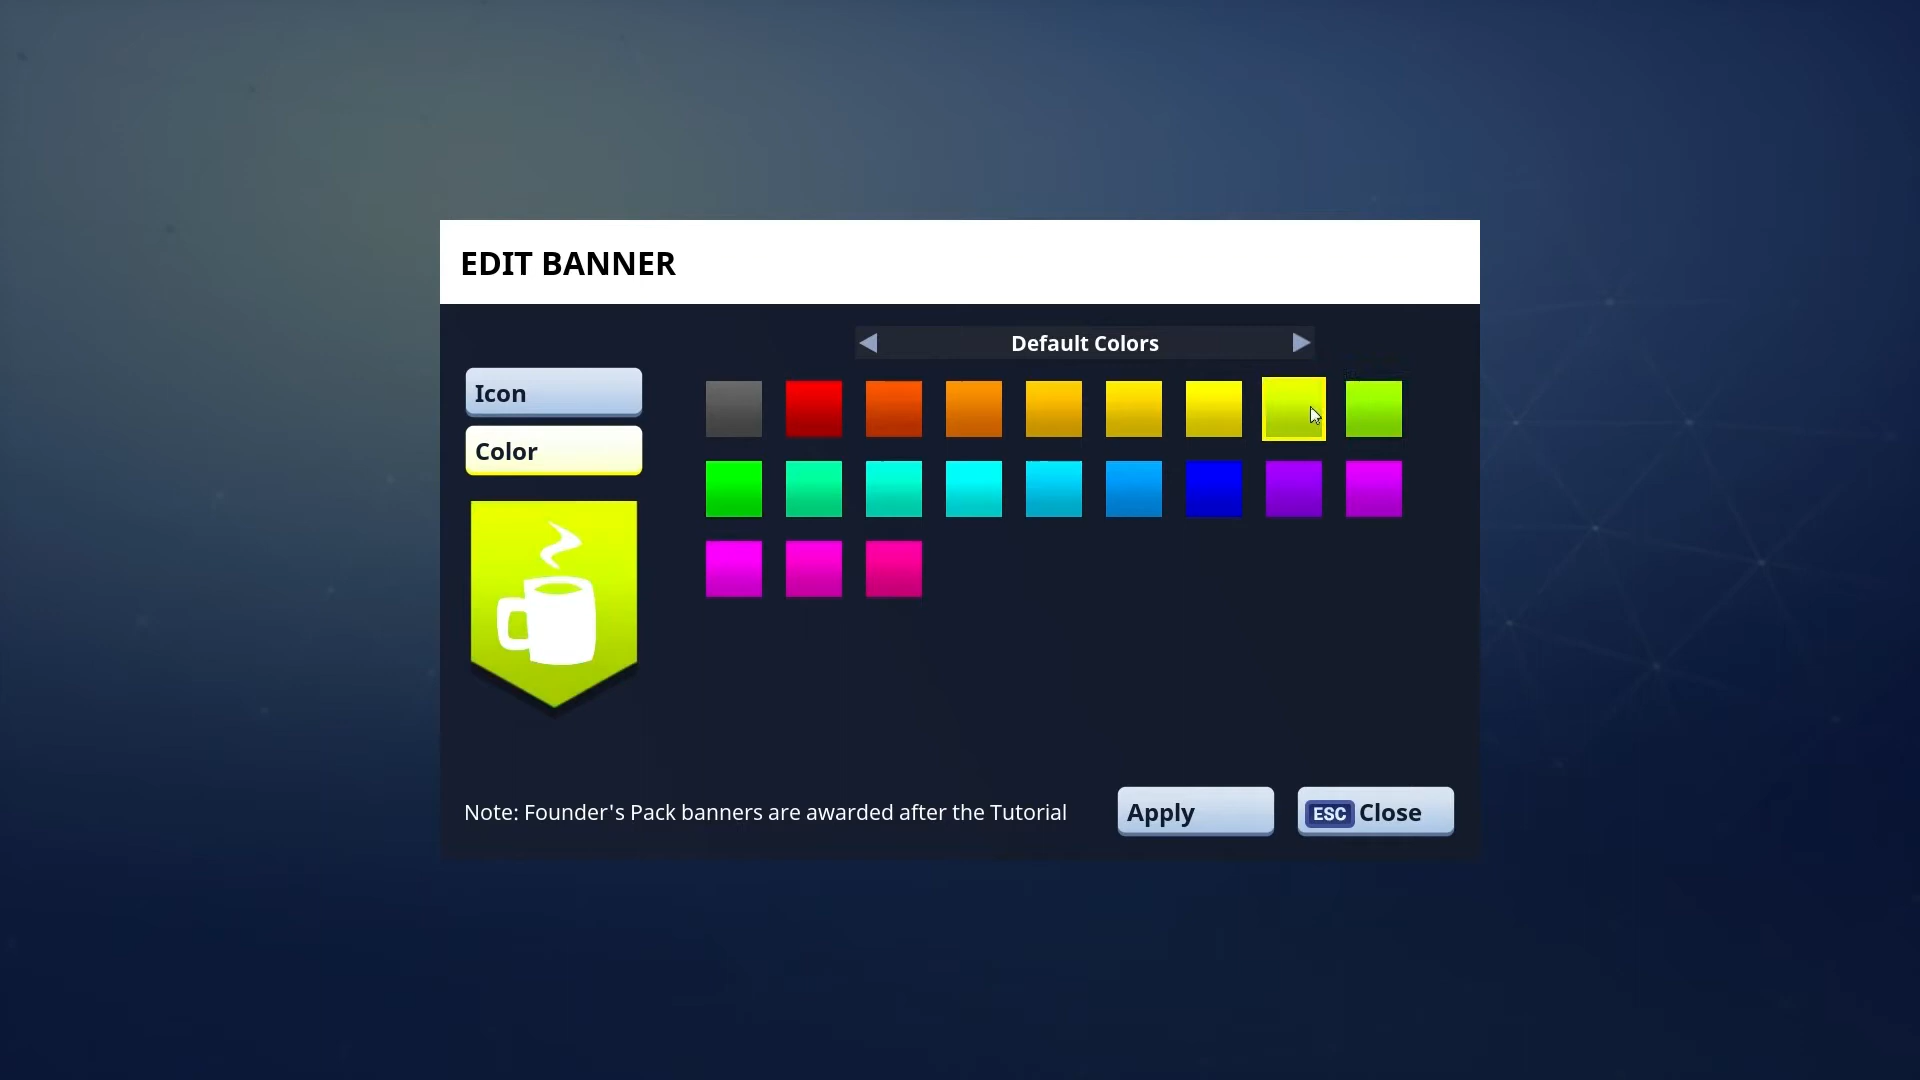 EDIT BANNER
Default Colors
Icon
Color
Note: Founder's Pack banners are awarded after the Tutorial
Apply
ESC Close